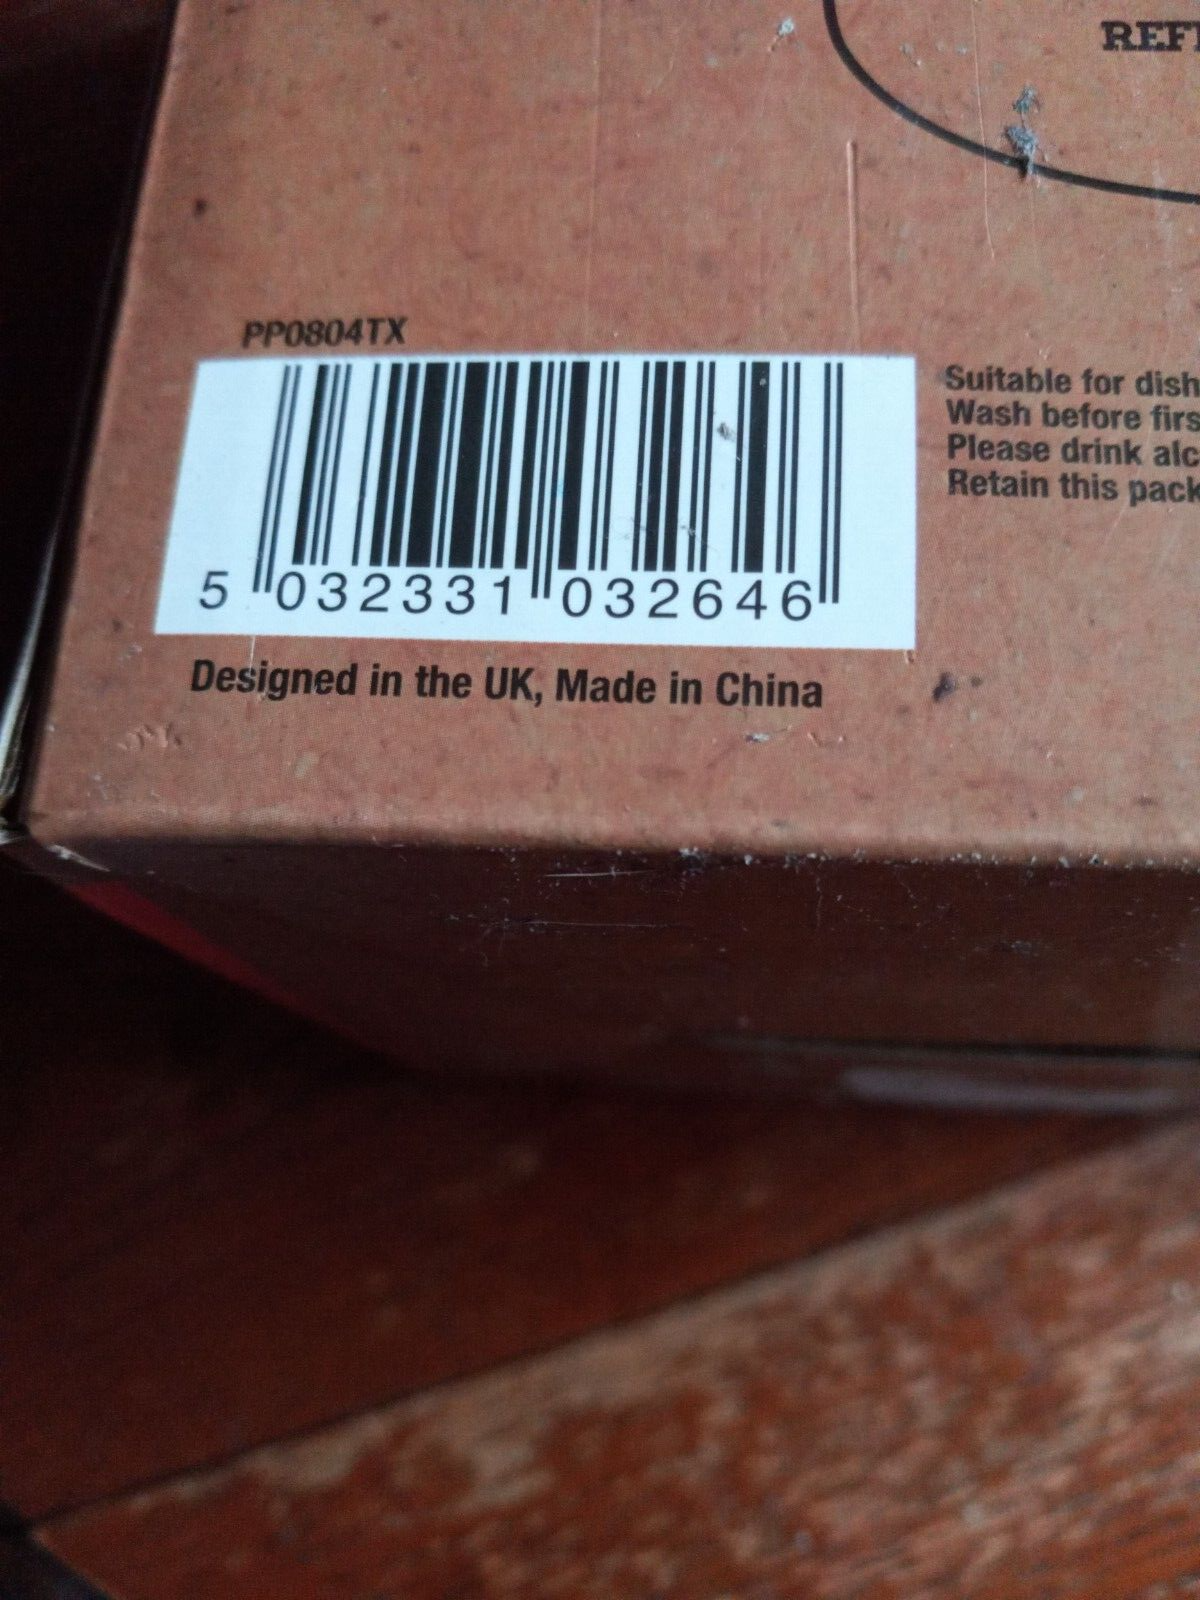 REF
PP0804TX
5 032331 032646
Designed in the UK, Made in China
Suitable for dish
Wash before firs
Please drink alc
Retain this pack